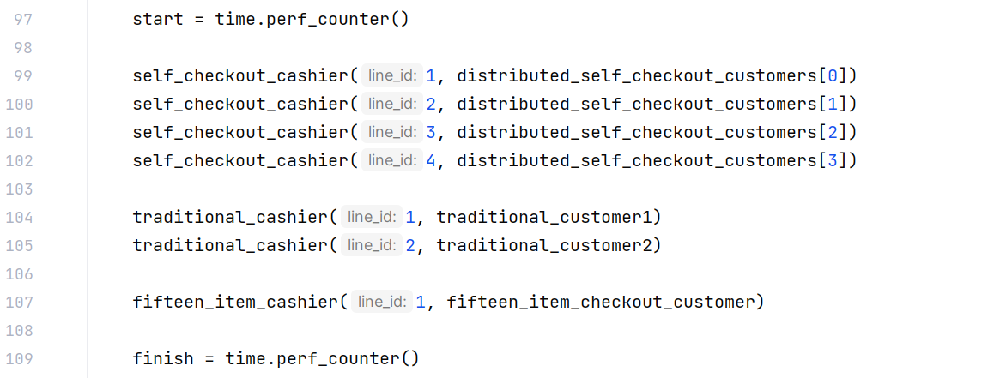 97 start = time.perf_counter()
98
99 self_checkout_cashier( line_id: 1, distributed_self_checkout_customers[0])
100 self_checkout_cashier( line_id: 2, distributed_self_checkout_customers[1])
101 self_checkout_cashier( line_id: 3, distributed_self_checkout_customers[2])
102 self_checkout_cashier( line_id: 4, distributed_self_checkout_customers[3])
103
104 traditional_cashier( line_id: 1, traditional_customer1)
105 traditional_cashier( line_id: 2, traditional_customer2)
106
107 fifteen_item_cashier( line_id: 1, fifteen_item_checkout_customer)
108
109 finish = time.perf_counter()